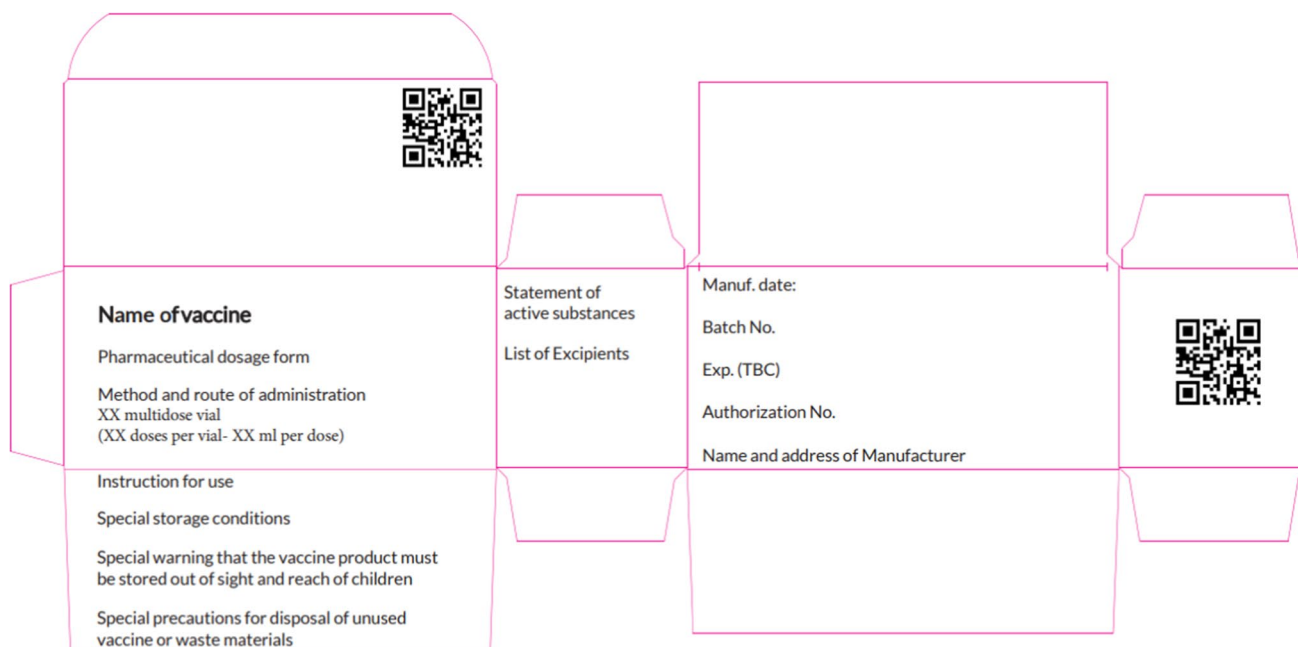 Name of vaccine
Pharmaceutical dosage form
Method and route of administration
XX multidose vial
(XX doses per vial- XX ml per dose)
Instruction for use
Special storage conditions
Special warning that the vaccine product must
be stored out of sight and reach of children
Special precautions for disposal of unused
vaccine or waste materials
Statement of
active substances
List of Excipients
Manuf. date:
Batch No.
Exp. (TBC)
Authorization No.
Name and address of Manufacturer